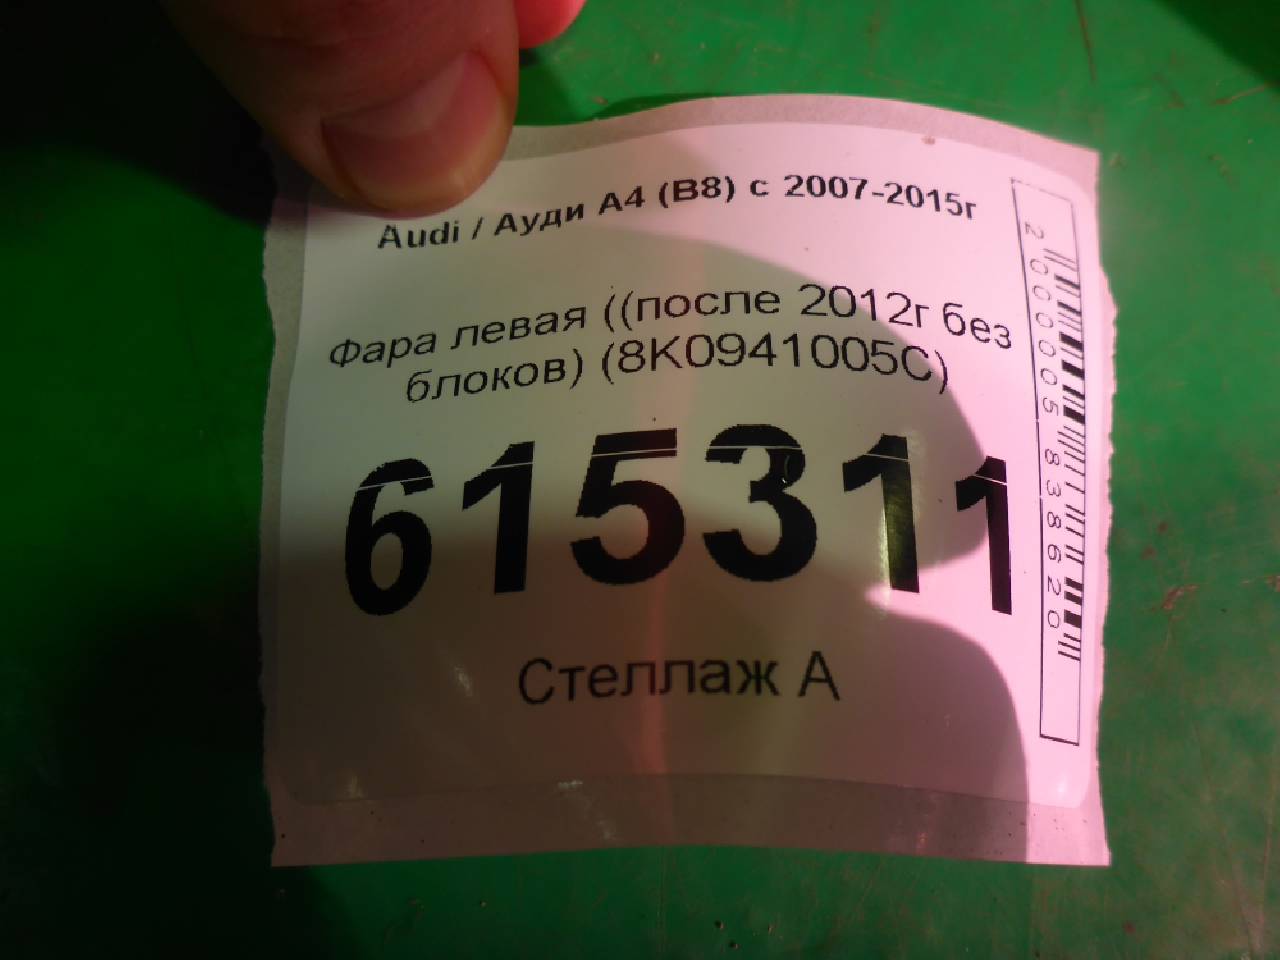 Audi / Ауди А4 (B8) с 2007-2015г
Фара левая ((после 2012г без
блоков) (8K0941005C)
615311
Стеллаж А
2000005838620